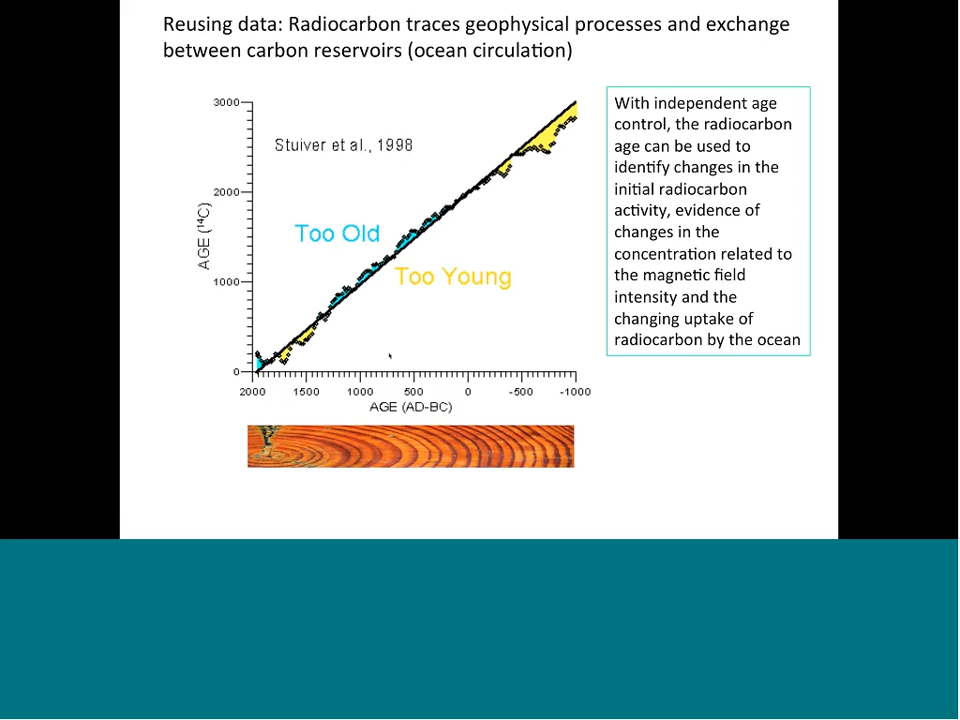 Reusing data: Radiocarbon traces geophysical processes and exchange
between carbon reservoirs (ocean circulation)
3000
2000
1000
0
AGE (¹⁴C)
Stuiver et al., 1998
Too Old
Too Young
2000 1500 1000 500 0 -500 -1000
AGE (AD-BC)
With independent age
control, the radiocarbon
age can be used to
identify changes in the
initial radiocarbon
activity, evidence of
changes in the
concentration related to
the magnetic field
intensity and the
changing uptake of
radiocarbon by the ocean